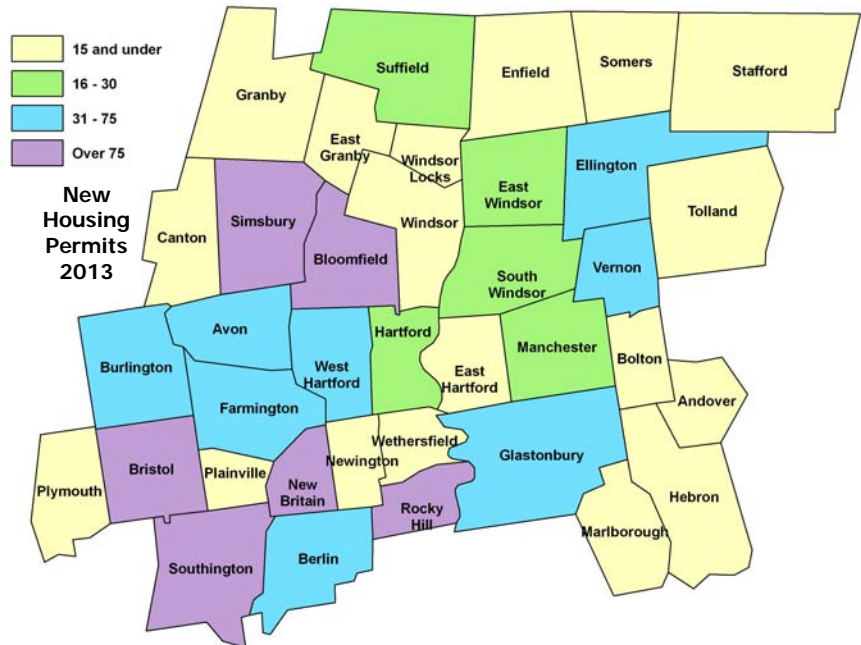 15 and under
16 - 30
31 - 75
Over 75
New
Housing
Permits
2013
Suffield
Enfield
Somers
Stafford
Granby
East
Granby
Windsor
Locks
East
Windsor
Ellington
Tolland
Canton
Simsbury
Bloomfield
Windsor
South
Windsor
Vernon
Burlington
Avon
West
Hartford
Hartford
East
Hartford
Manchester
Bolton
Andover
Farmington
Plymouth
Bristol
Plainville
New
Britain
Newington
Wethersfield
Rocky
Hill
Glastonbury
Hebron
Marlborough
Southington
Berlin